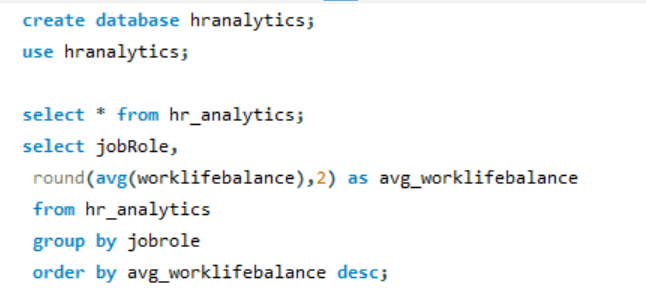 create database hranalytics;
use hranalytics;
select * from hr_analytics;
select jobRole,
round(avg(worklifebalance),2) as avg_worklifebalance
from hr_analytics
group by jobrole
order by avg_worklifebalance desc;